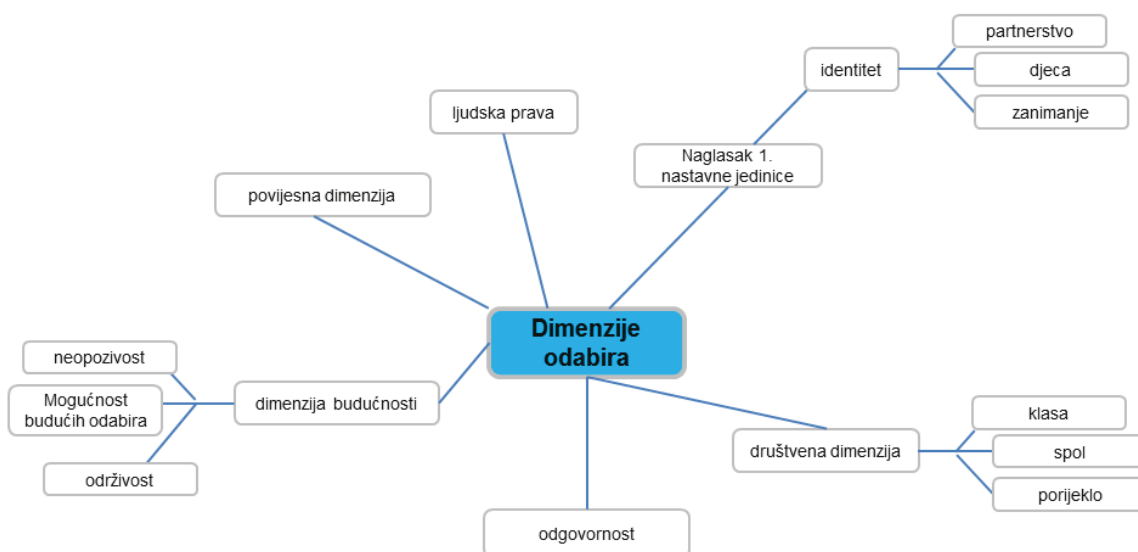 partnerstvo
identitet
djeca
zanimanje
ljudska prava
Naglasak 1.
nastavne jedinice
povijesna dimenzija
Dimenzije
odabira
neopozivost
Mogućnost
budućih odabira
dimenzija budućnosti
održivost
klasa
društvena dimenzija
spol
porijeklo
odgovornost